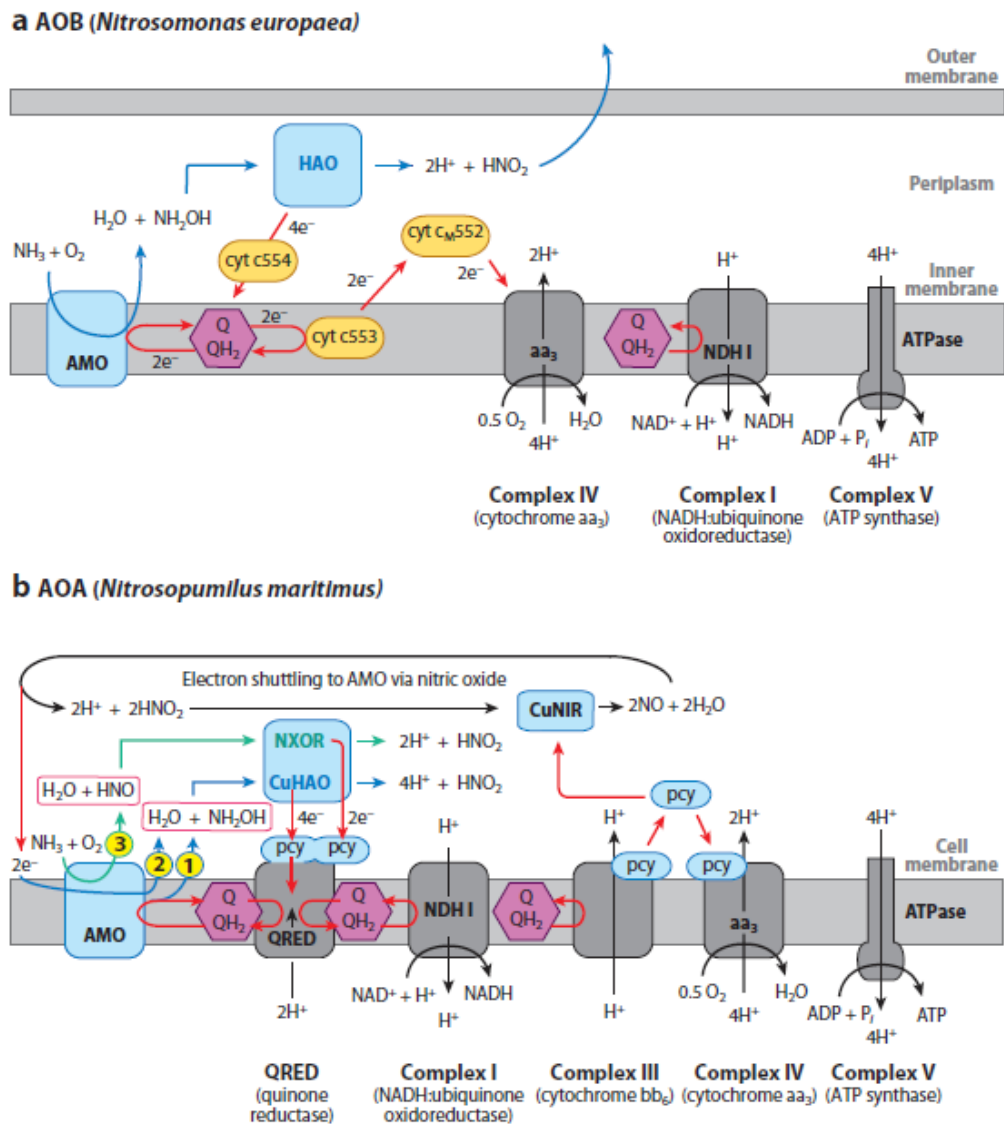 a AOB (Nitrosomonas europaea)
Outer
membrane
HAO
2H⁺ + HNO₂
Periplasm
H₂O + NH₂OH
4e⁻
NH₃ + O₂
cyt c554
cyt c_M552
2e⁻
2e⁻
2H⁺
H⁺
4H⁺
Inner
membrane
Q
QH₂
2e⁻
2e⁻
cyt c553
AMO
aa₃
Q
QH₂
NDH I
ATPase
0.5 O₂
H₂O
4H⁺
NAD⁺ + H⁺
NADH
H⁺
ADP + Pᵢ
ATP
4H⁺
Complex IV
(cytochrome aa₃)
Complex I
(NADH:ubiquinone
oxidoreductase)
Complex V
(ATP synthase)
b AOA (Nitrosopumilus maritimus)
Electron shuttling to AMO via nitric oxide
2H⁺ + 2HNO₂
CuNIR
2NO + 2H₂O
NXOR
2H⁺ + HNO₂
CuHAO
4H⁺ + HNO₂
H₂O + HNO
H₂O + NH₂OH
4e⁻
2e⁻
pcy
H⁺
H⁺
2H⁺
4H⁺
NH₃ + O₂
3
2
1
2e⁻
pcy
pcy
pcy
pcy
Cell
membrane
AMO
Q
QH₂
QRED
Q
QH₂
NDH I
Q
QH₂
aa₃
ATPase
2H⁺
NAD⁺ + H⁺
NADH
H⁺
H⁺
0.5 O₂
H₂O
4H⁺
ADP + Pᵢ
ATP
4H⁺
QRED
(quinone
reductase)
Complex I
(NADH:ubiquinone
oxidoreductase)
Complex III
(cytochrome bb₆)
Complex IV
(cytochrome aa₃)
Complex V
(ATP synthase)